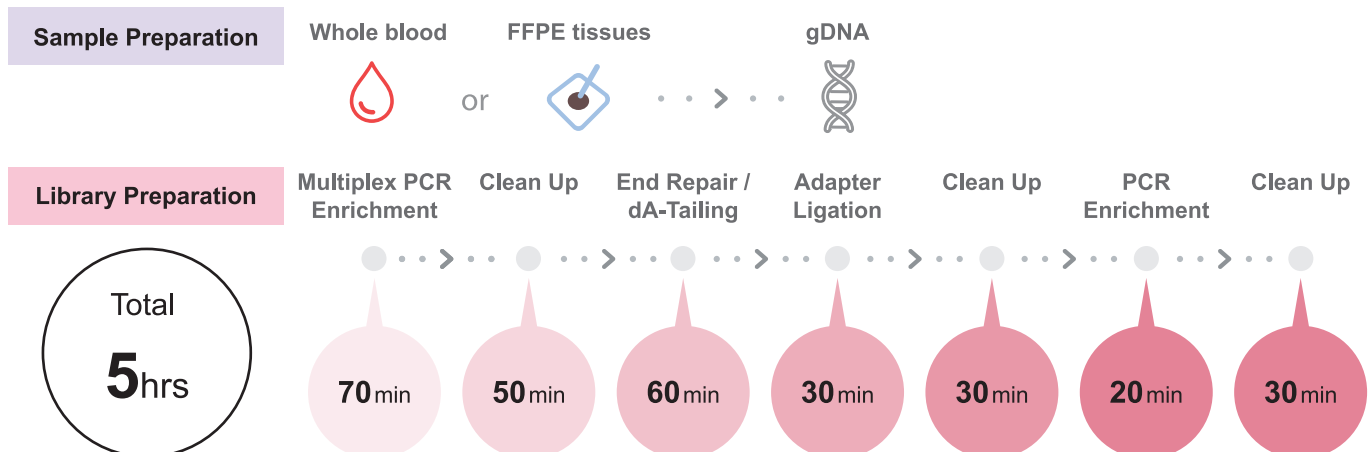 Sample Preparation
Whole blood
or
FFPE tissues
gDNA
Library Preparation
Multiplex PCR
Enrichment
Clean Up
End Repair /
dA-Tailing
Adapter
Ligation
Clean Up
PCR
Enrichment
Clean Up
Total
5hrs
70min
50min
60min
30min
30min
20min
30min